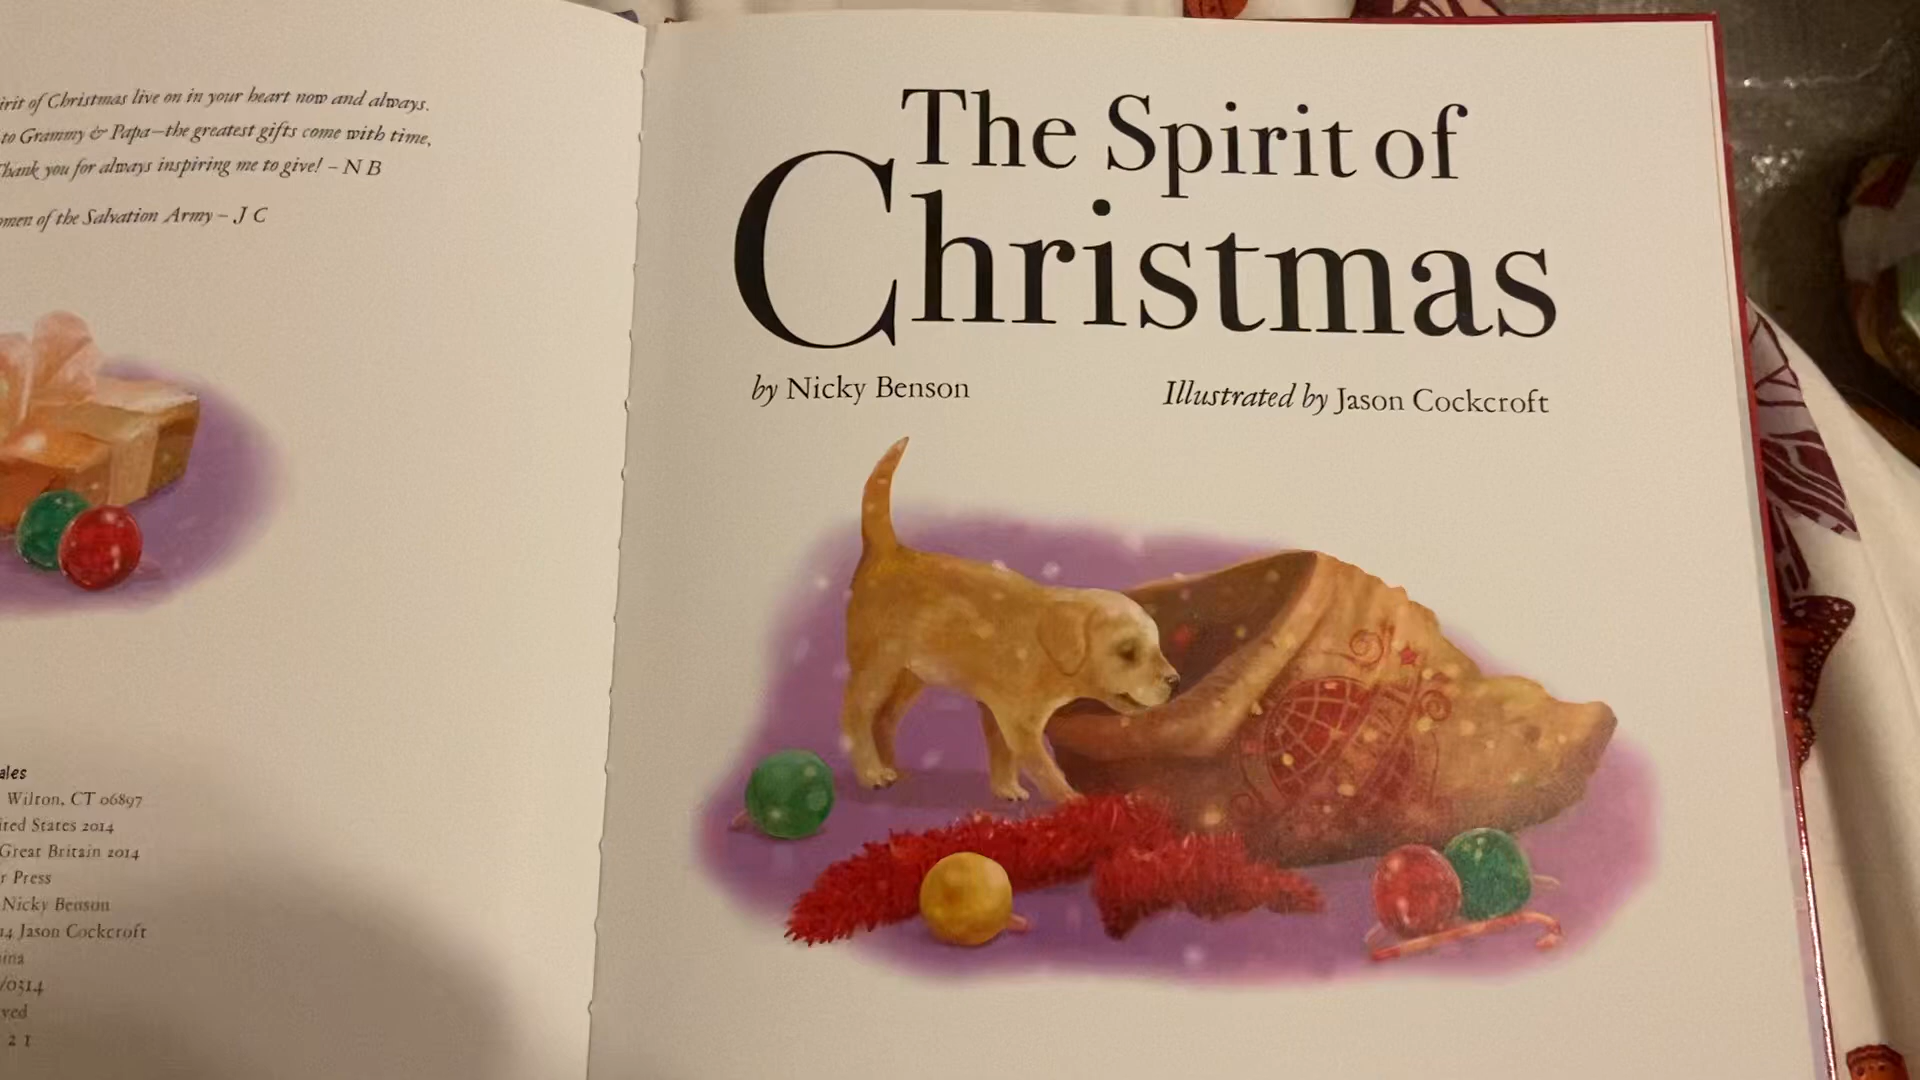 irit of Christmas live on in your heart now and always.
to Grammy & Papa—the greatest gifts come with time,
Thank you for always inspiring me to give! – N B
omen of the Salvation Army – J C
ales
Wilton, CT 06897
ited States 2014
Great Britain 2014
r Press
Nicky Benson
14 Jason Cockcroft
ina
/0314
ved
2 1
The Spirit of
Christmas
by Nicky Benson
Illustrated by Jason Cockcroft